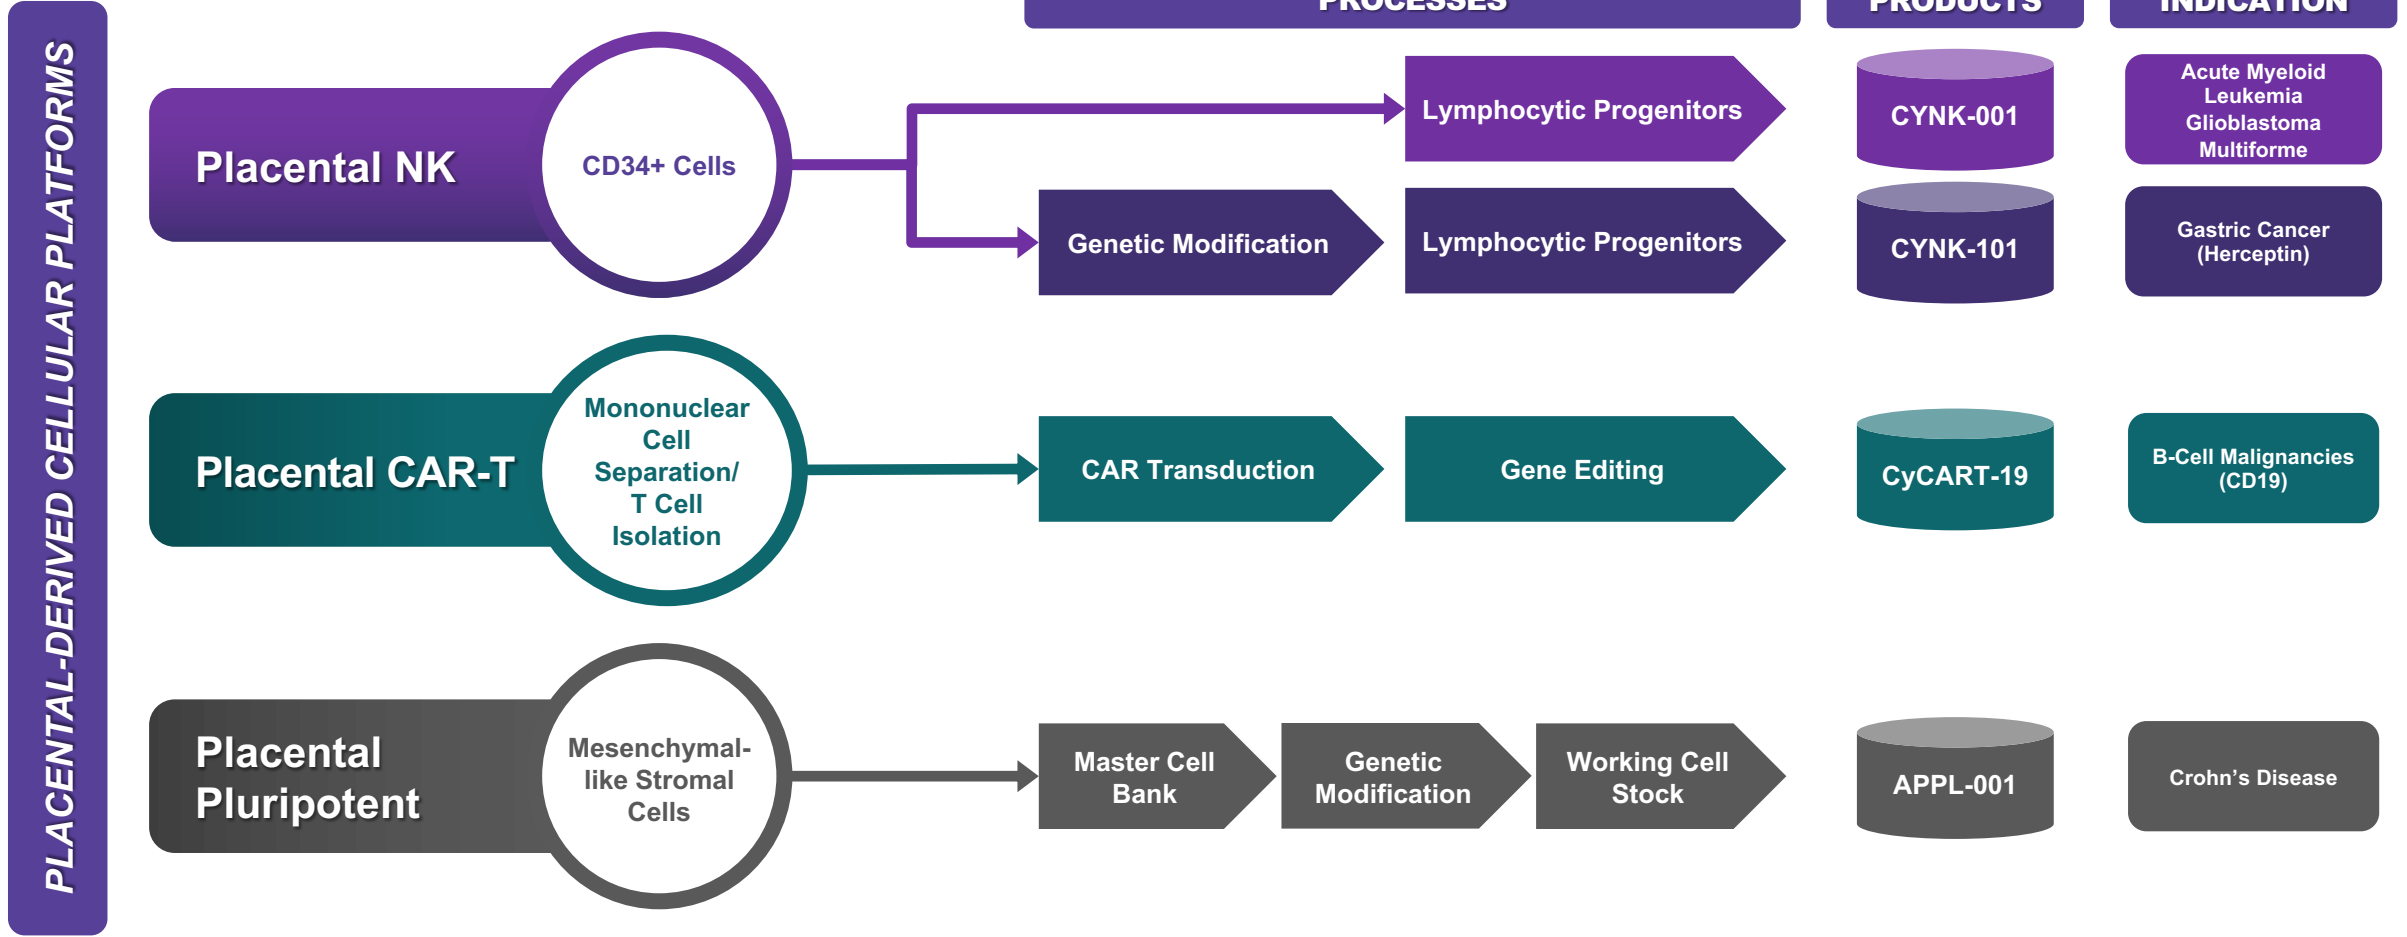 PLACENTAL-DERIVED CELLULAR PLATFORMS
PROCESSES
PRODUCTS
INDICATION
Placental NK
CD34+ Cells
Lymphocytic Progenitors
CYNK-001
Acute Myeloid
Leukemia
Glioblastoma
Multiforme
Genetic Modification
Lymphocytic Progenitors
CYNK-101
Gastric Cancer
(Herceptin)
Placental CAR-T
Mononuclear
Cell
Separation/
T Cell
Isolation
CAR Transduction
Gene Editing
CyCART-19
B-Cell Malignancies
(CD19)
Placental
Pluripotent
Mesenchymal-
like Stromal
Cells
Master Cell
Bank
Genetic
Modification
Working Cell
Stock
APPL-001
Crohn’s Disease